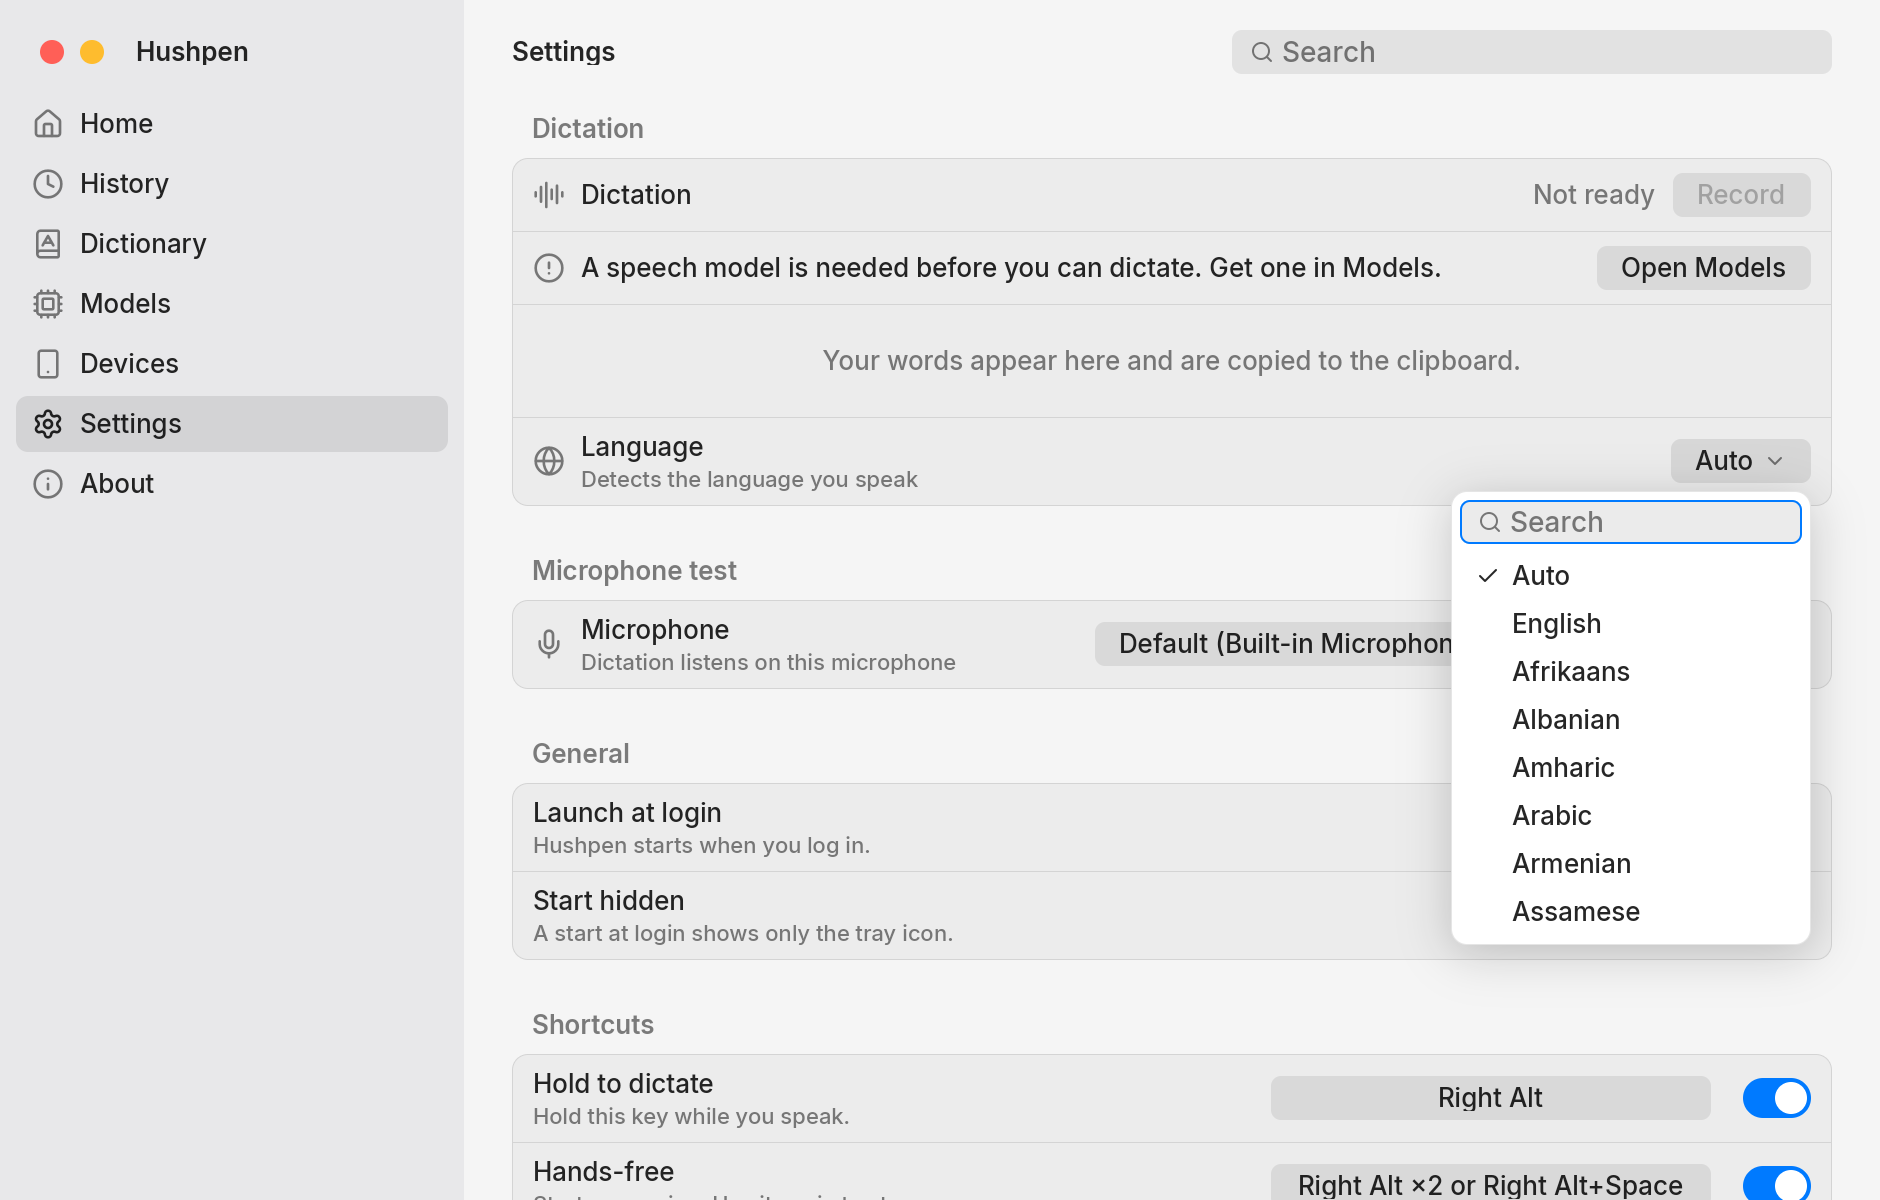 Hushpen
Home
History
Dictionary
Models
Devices
Settings
About
Settings
Search
Dictation
Dictation
Not ready
Record
A speech model is needed before you can dictate. Get one in Models.
Open Models
Your words appear here and are copied to the clipboard.
Language
Detects the language you speak
Auto
Search
Auto
English
Afrikaans
Albanian
Amharic
Arabic
Armenian
Assamese
Microphone test
Microphone
Dictation listens on this microphone
Default (Built-in Microphon
General
Launch at login
Hushpen starts when you log in.
Start hidden
A start at login shows only the tray icon.
Shortcuts
Hold to dictate
Hold this key while you speak.
Right Alt
Hands-free
Right Alt ×2 or Right Alt+Space